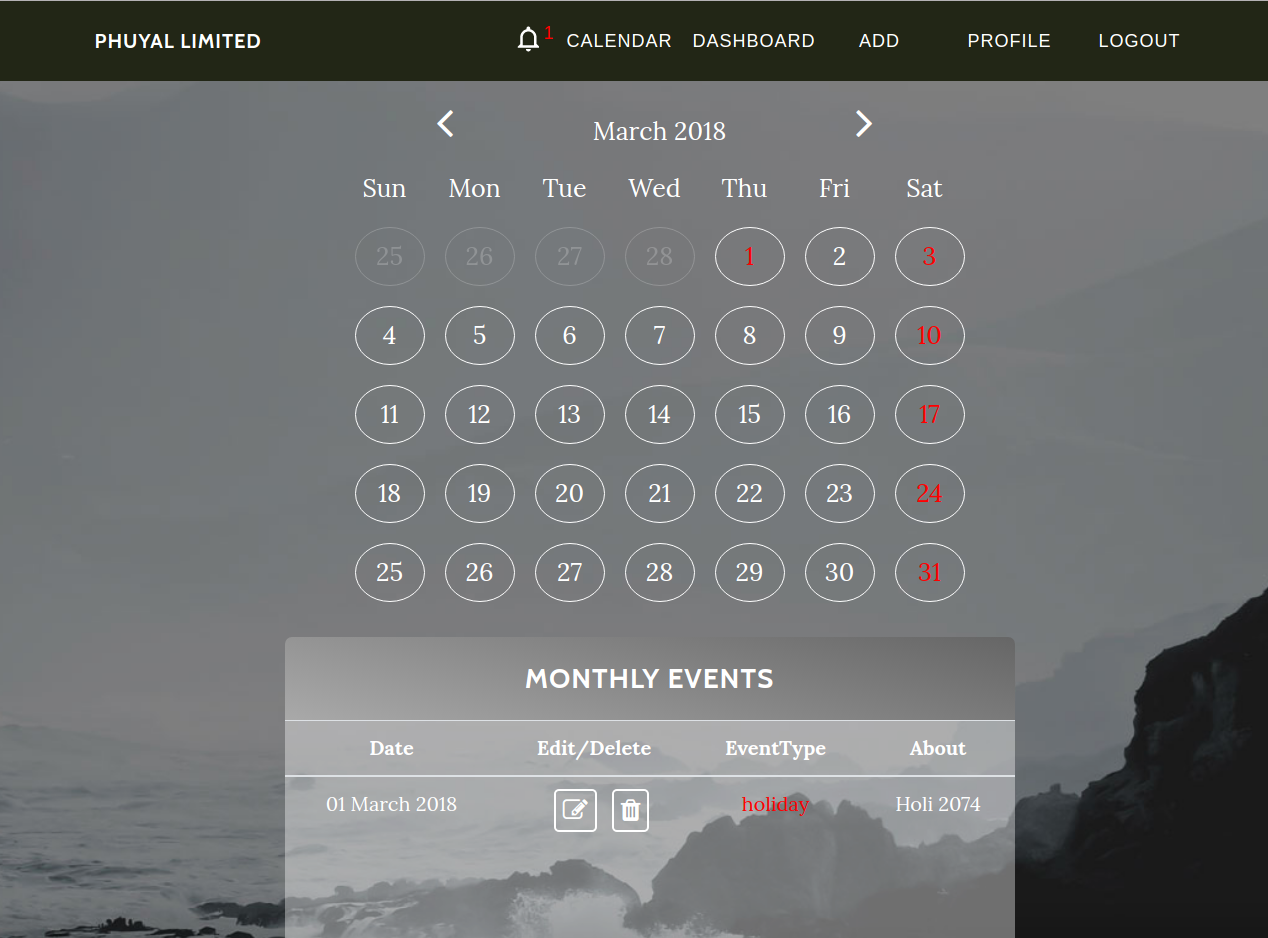 PHUYAL LIMITED 1 CALENDAR DASHBOARD ADD PROFILE LOGOUT
March 2018
Sun Mon Tue Wed Thu Fri Sat
25 26 27 28 1 2 3
4 5 6 7 8 9 10
11 12 13 14 15 16 17
18 19 20 21 22 23 24
25 26 27 28 29 30 31
MONTHLY EVENTS
Date Edit/Delete EventType About
01 March 2018 holiday Holi 2074